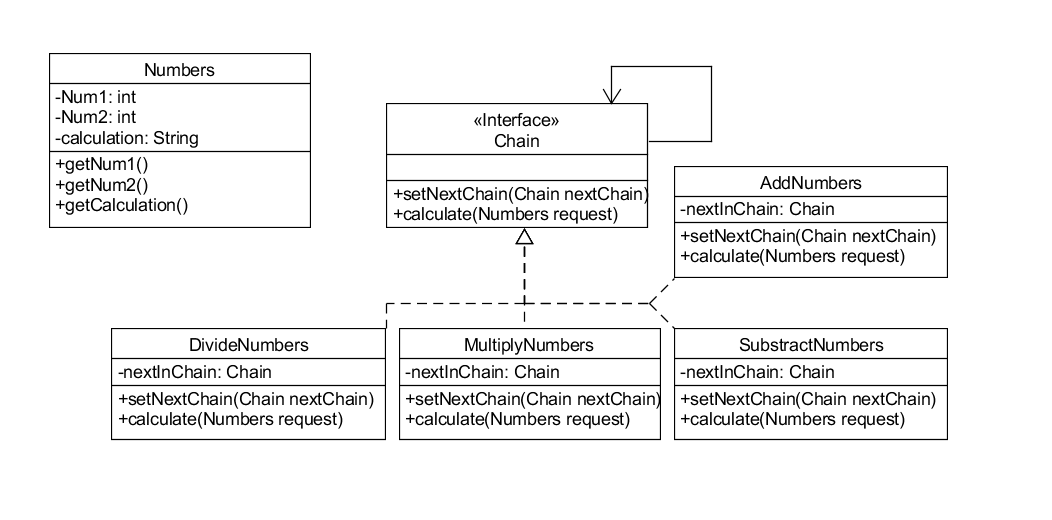 Numbers
-Num1: int
-Num2: int
-calculation: String
+getNum1()
+getNum2()
+getCalculation()
«Interface»
Chain
+setNextChain(Chain nextChain)
+calculate(Numbers request)
AddNumbers
-nextInChain: Chain
+setNextChain(Chain nextChain)
+calculate(Numbers request)
DivideNumbers
-nextInChain: Chain
+setNextChain(Chain nextChain)
+calculate(Numbers request)
MultiplyNumbers
-nextInChain: Chain
+setNextChain(Chain nextChain)
+calculate(Numbers request)
SubstractNumbers
-nextInChain: Chain
+setNextChain(Chain nextChain)
+calculate(Numbers request)